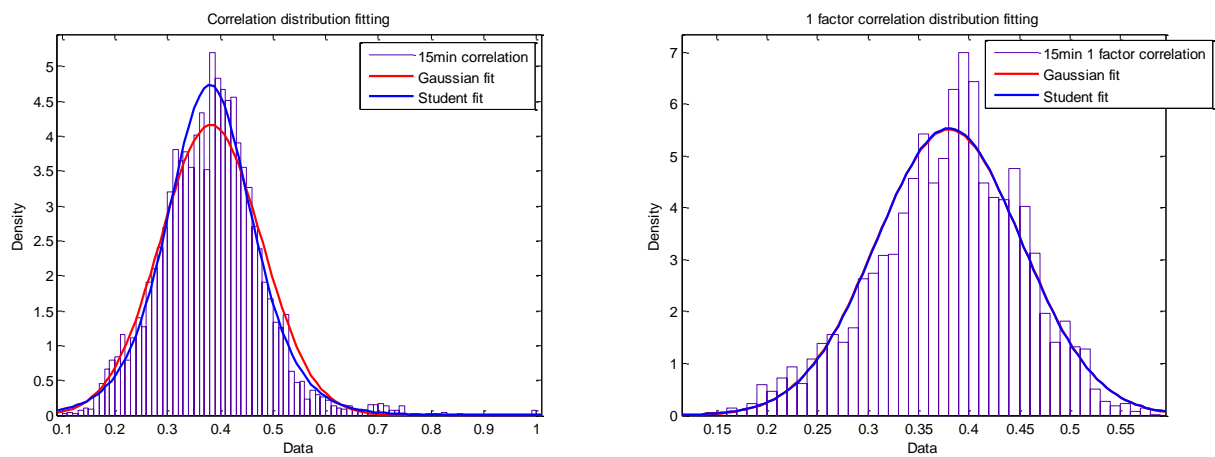 Correlation distribution fitting
15min correlation
Gaussian fit
Student fit
5
4.5
4
3.5
3
2.5
2
1.5
1
0.5
0
Density
0.1 0.2 0.3 0.4 0.5 0.6 0.7 0.8 0.9 1
Data
1 factor correlation distribution fitting
15min 1 factor correlation
Gaussian fit
Student fit
7
6
5
4
3
2
1
0
Density
0.15 0.2 0.25 0.3 0.35 0.4 0.45 0.5 0.55
Data